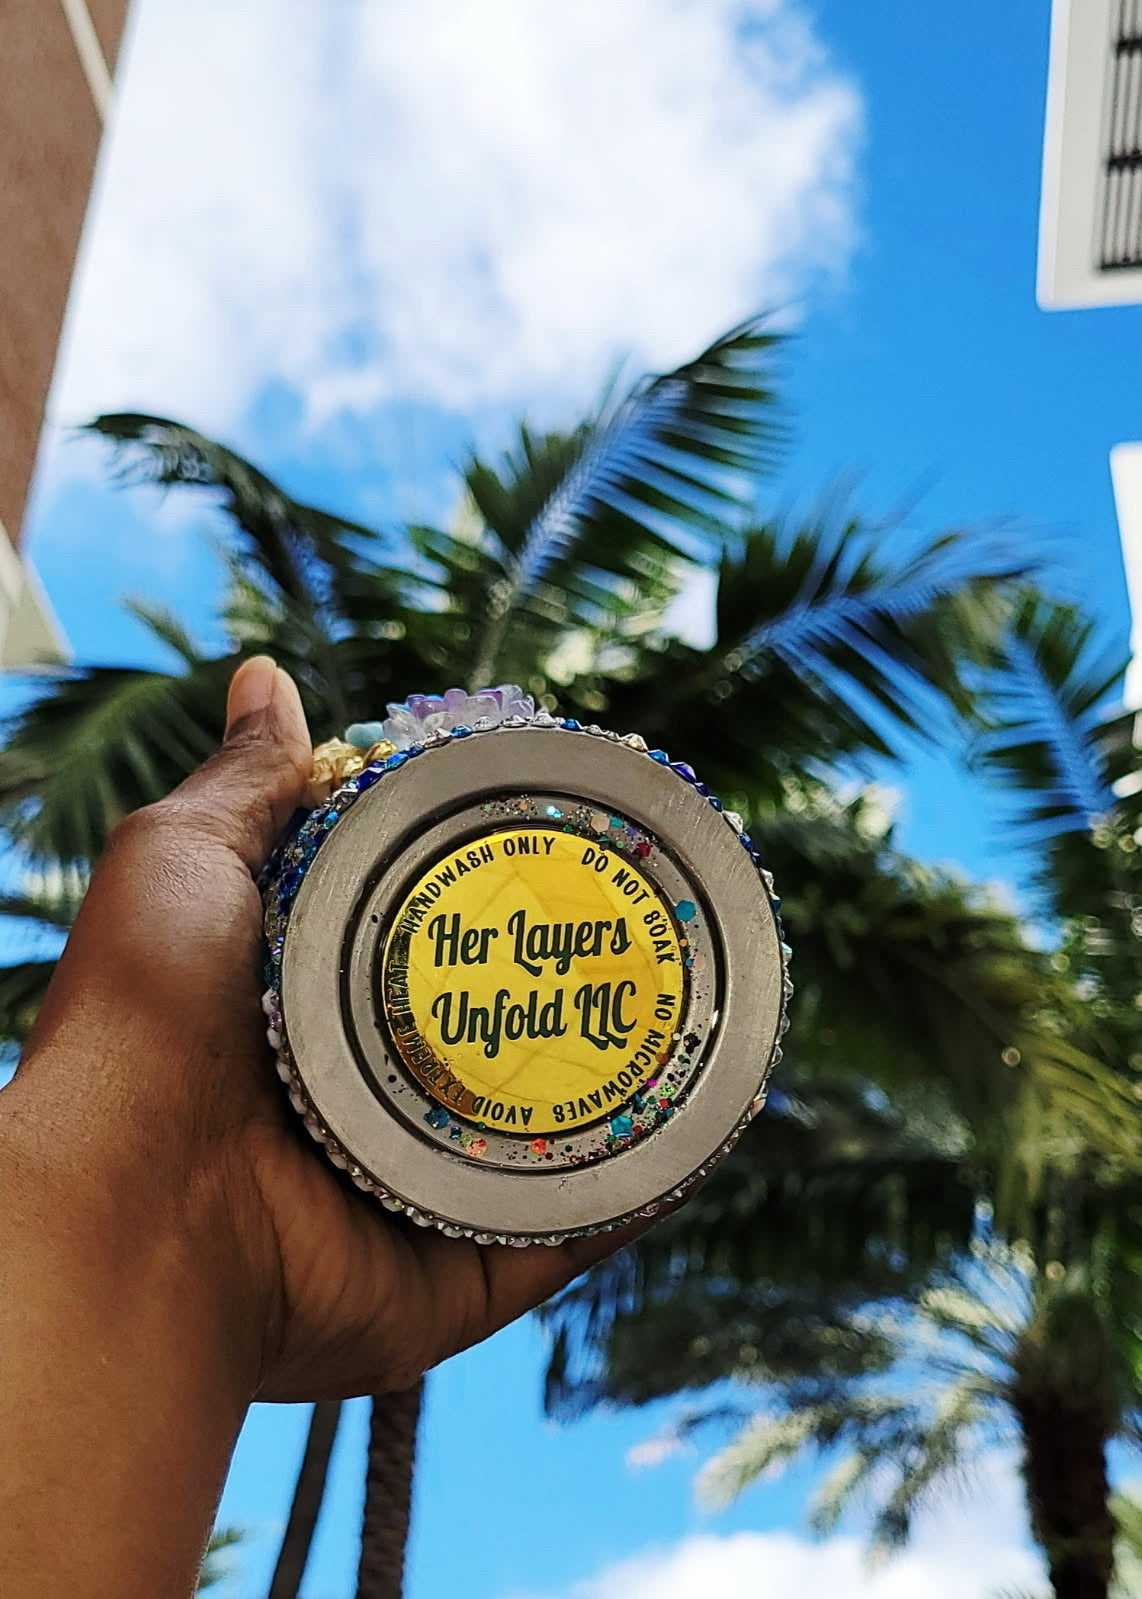 Her Layers
Unfold LLC
HANDWASH ONLY DO NOT SOAK NO MICROWAVES AVOID EXTREME HEAT